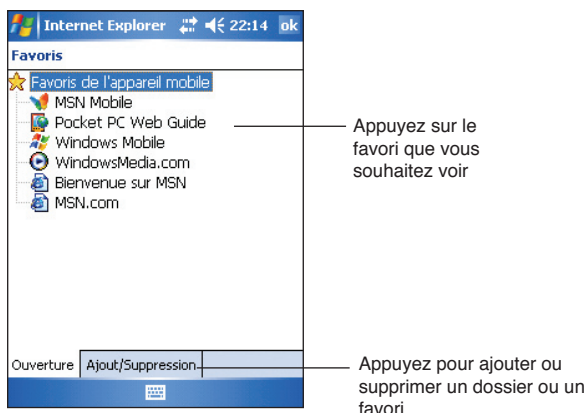 Internet Explorer 22:14 ok
Favoris
Favoris de l'appareil mobile
MSN Mobile
Pocket PC Web Guide
Windows Mobile
WindowsMedia.com
Bienvenue sur MSN
MSN.com
Appuyez sur le
favori que vous
souhaitez voir
Ouverture Ajout/Suppression
Appuyez pour ajouter ou
supprimer un dossier ou un
favori